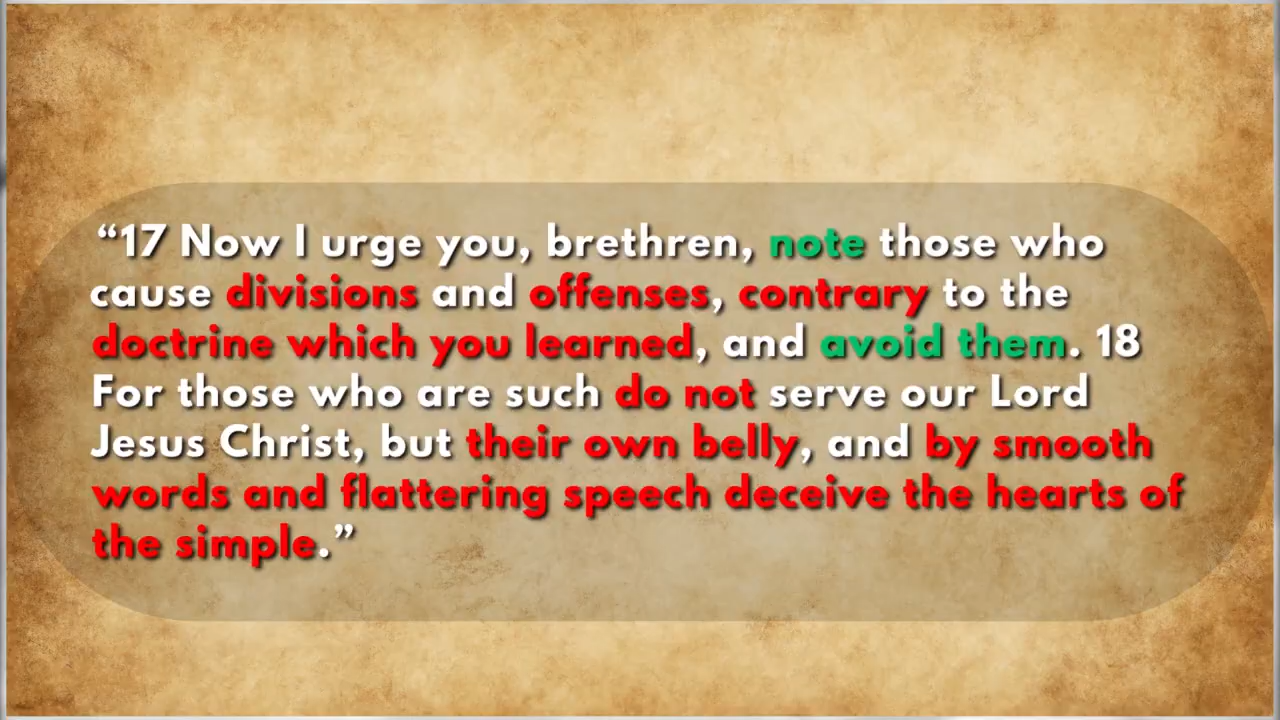 “17 Now I urge you, brethren, note those who
cause divisions and offenses, contrary to the
doctrine which you learned, and avoid them. 18
For those who are such do not serve our Lord
Jesus Christ, but their own belly, and by smooth
words and flattering speech deceive the hearts of
the simple.”